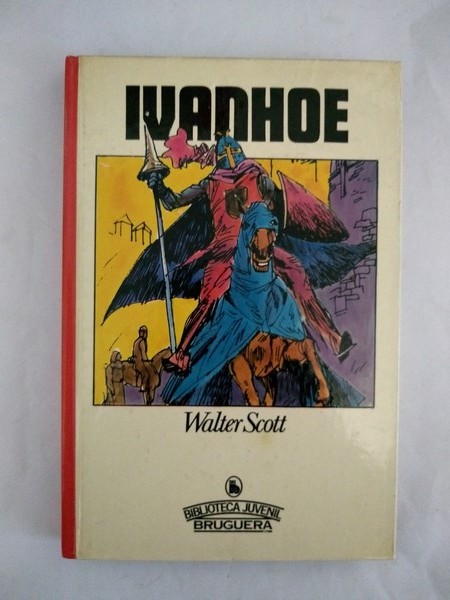 IVANHOE
Walter Scott
BIBLIOTECA JUVENIL
BRUGUERA